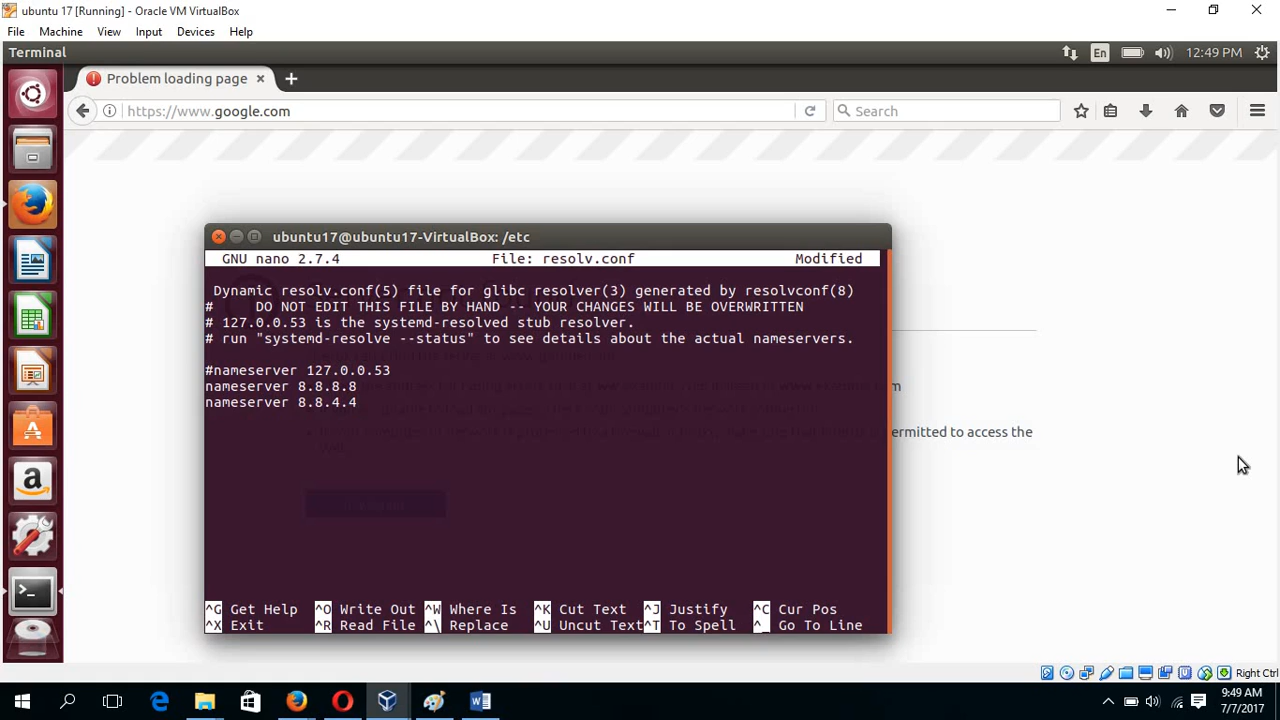 ubuntu 17 [Running] - Oracle VM VirtualBox
File Machine View Input Devices Help
Terminal En 12:49 PM
Problem loading page
https://www.google.com Search
ubuntu17@ubuntu17-VirtualBox: /etc
GNU nano 2.7.4 File: resolv.conf Modified
Dynamic resolv.conf(5) file for glibc resolver(3) generated by resolvconf(8)
# DO NOT EDIT THIS FILE BY HAND -- YOUR CHANGES WILL BE OVERWRITTEN
# 127.0.0.53 is the systemd-resolved stub resolver.
# run "systemd-resolve --status" to see details about the actual nameservers.
#nameserver 127.0.0.53
nameserver 8.8.8.8
nameserver 8.8.4.4
ermitted to access the
^G Get Help ^O Write Out ^W Where Is ^K Cut Text ^J Justify ^C Cur Pos
^X Exit ^R Read File ^\ Replace ^U Uncut Text ^T To Spell ^_ Go To Line
Right Ctrl
9:49 AM
7/7/2017